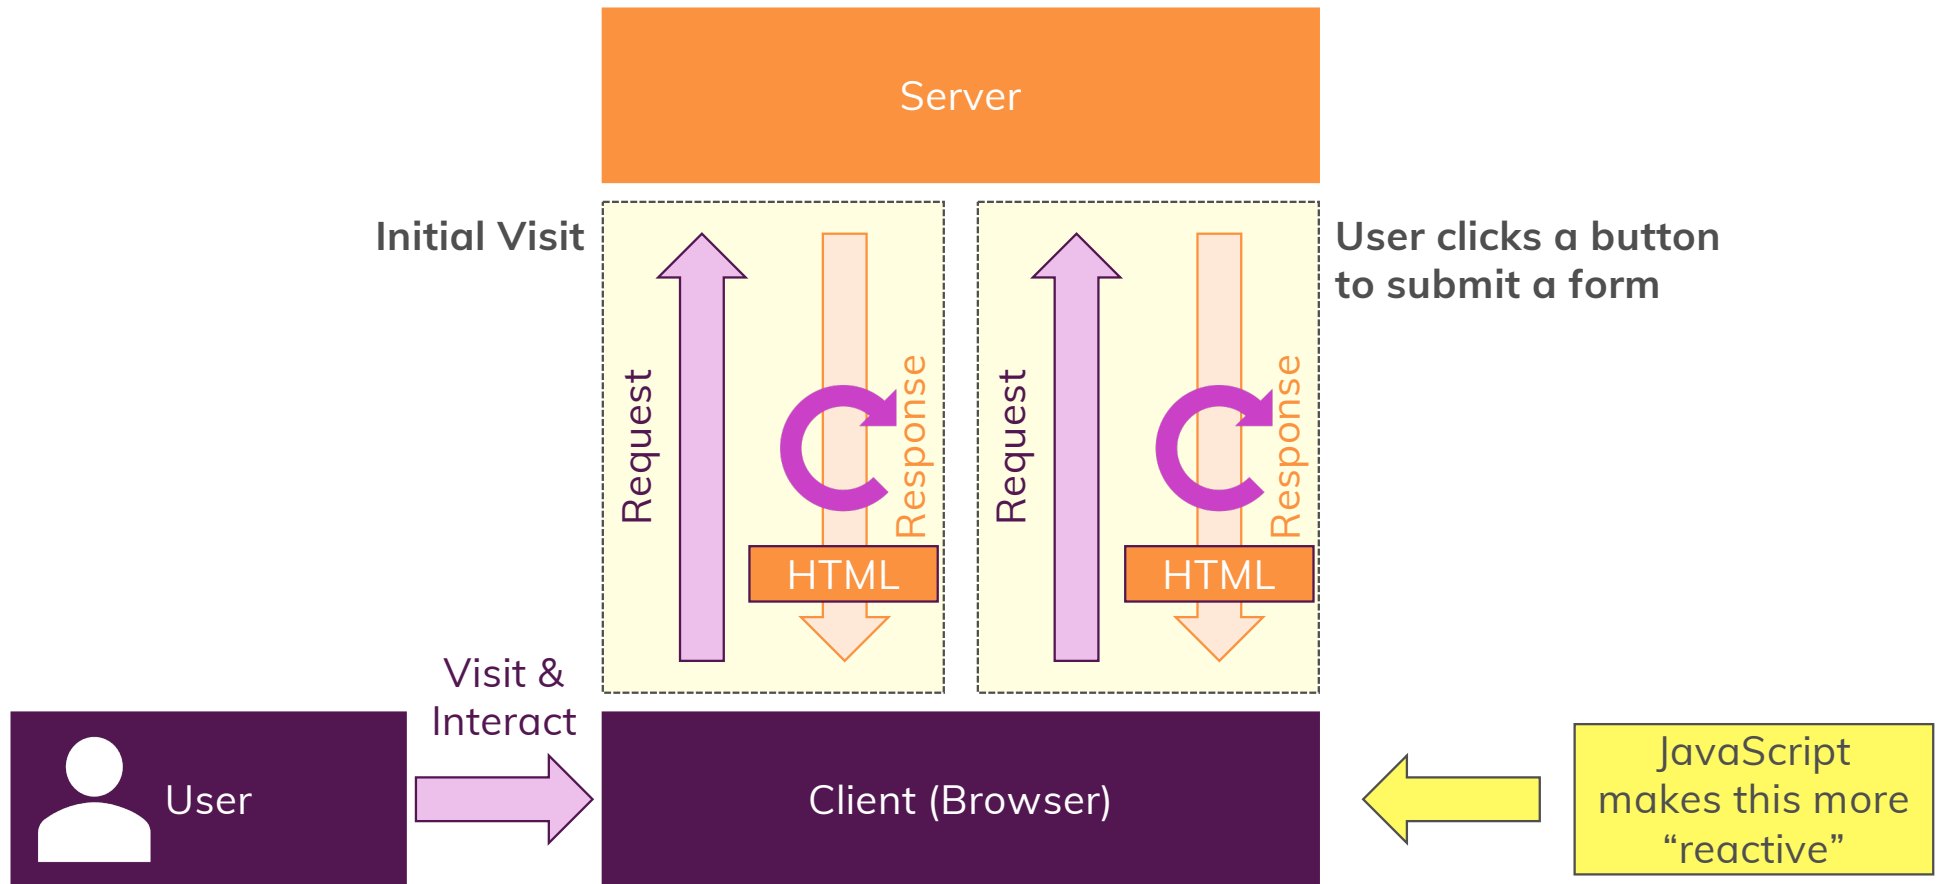 Server
Initial Visit
User clicks a button
to submit a form
Request
Response
HTML
Request
Response
HTML
Visit &
Interact
User
Client (Browser)
JavaScript
makes this more
“reactive”